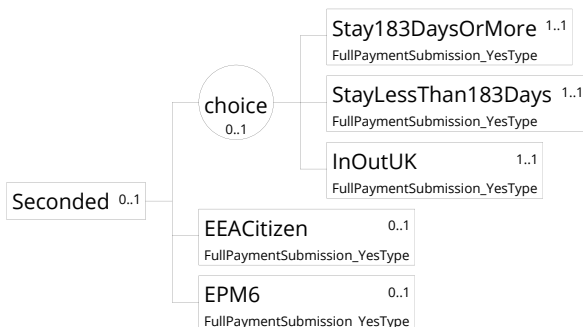 Stay183DaysOrMore 1..1
FullPaymentSubmission_YesType
choice
0..1
StayLessThan183Days 1..1
FullPaymentSubmission_YesType
InOutUK 1..1
FullPaymentSubmission_YesType
Seconded 0..1
EEACitizen 0..1
FullPaymentSubmission_YesType
EPM6 0..1
FullPaymentSubmission_YesType